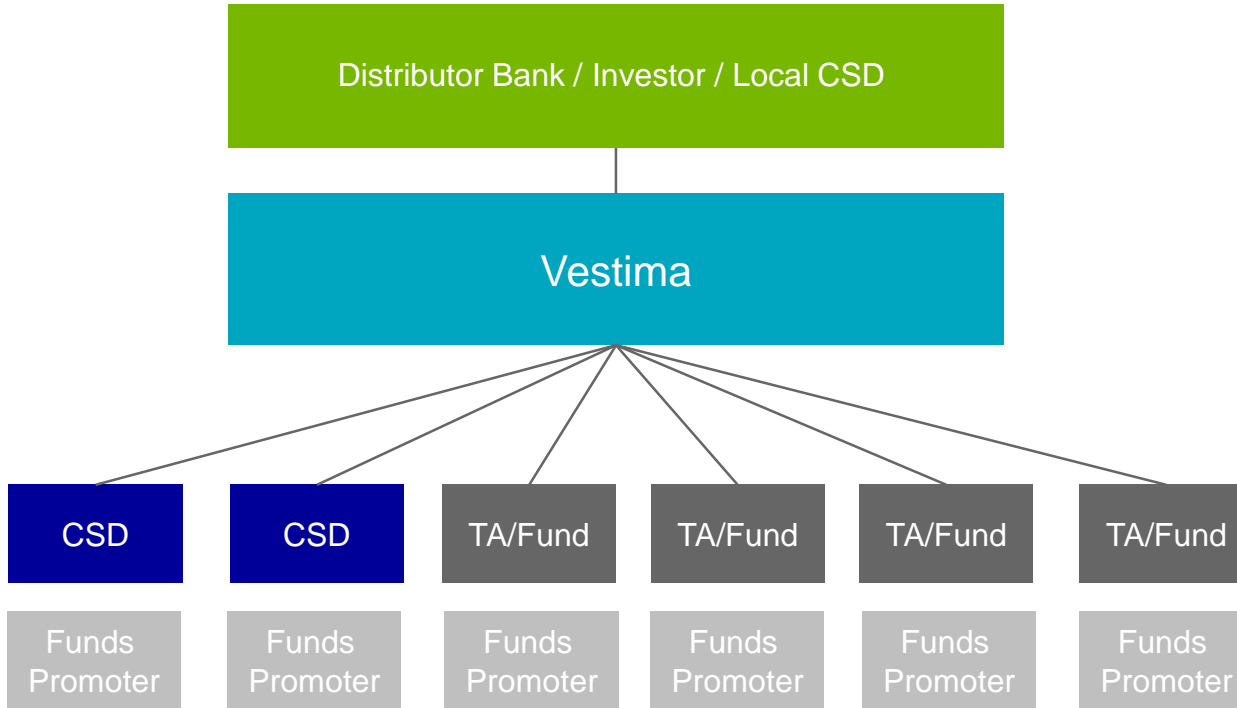 Distributor Bank / Investor / Local CSD
Vestima
CSD
CSD
TA/Fund
TA/Fund
TA/Fund
TA/Fund
Funds
Promoter
Funds
Promoter
Funds
Promoter
Funds
Promoter
Funds
Promoter
Funds
Promoter